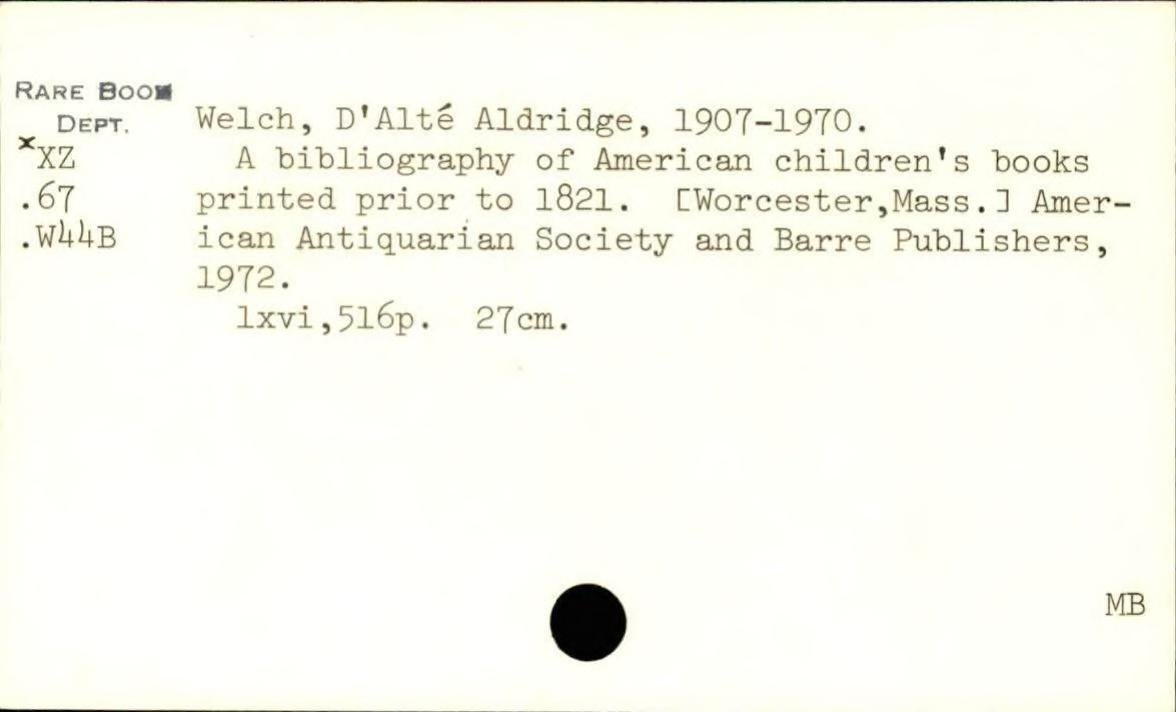 RARE BOOK
DEPT.
Welch, D'Alté Aldridge, 1907-1970.
xXZ
A bibliography of American children's books
.67
printed prior to 1821. [Worcester,Mass.] Amer-
.W44B
ican Antiquarian Society and Barre Publishers,
1972.
lxvi,516p. 27cm.
MB